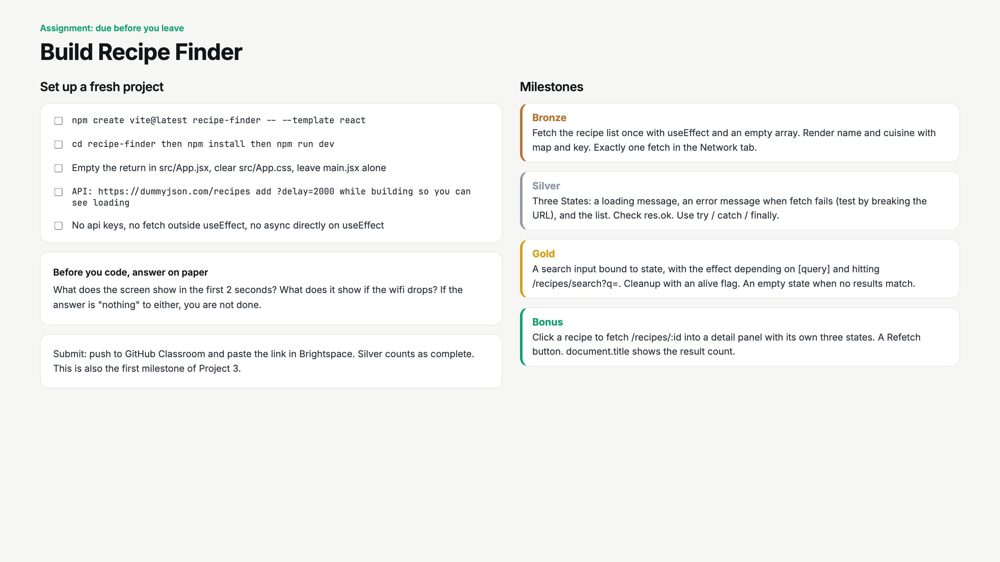 Assignment: due before you leave
Build Recipe Finder
Set up a fresh project
npm create vite@latest recipe-finder -- --template react
cd recipe-finder then npm install then npm run dev
Empty the return in src/App.jsx, clear src/App.css, leave main.jsx alone
API: https://dummyjson.com/recipes add ?delay=2000 while building so you can
see loading
No api keys, no fetch outside useEffect, no async directly on useEffect
Before you code, answer on paper
What does the screen show in the first 2 seconds? What does it show if the wifi drops? If the
answer is "nothing" to either, you are not done.
Submit: push to GitHub Classroom and paste the link in Brightspace. Silver counts as complete.
This is also the first milestone of Project 3.
Milestones
Bronze
Fetch the recipe list once with useEffect and an empty array. Render name and cuisine with
map and key. Exactly one fetch in the Network tab.
Silver
Three States: a loading message, an error message when fetch fails (test by breaking the
URL), and the list. Check res.ok. Use try / catch / finally.
Gold
A search input bound to state, with the effect depending on [query] and hitting
/recipes/search?q=. Cleanup with an alive flag. An empty state when no results match.
Bonus
Click a recipe to fetch /recipes/:id into a detail panel with its own three states. A Refetch
button. document.title shows the result count.